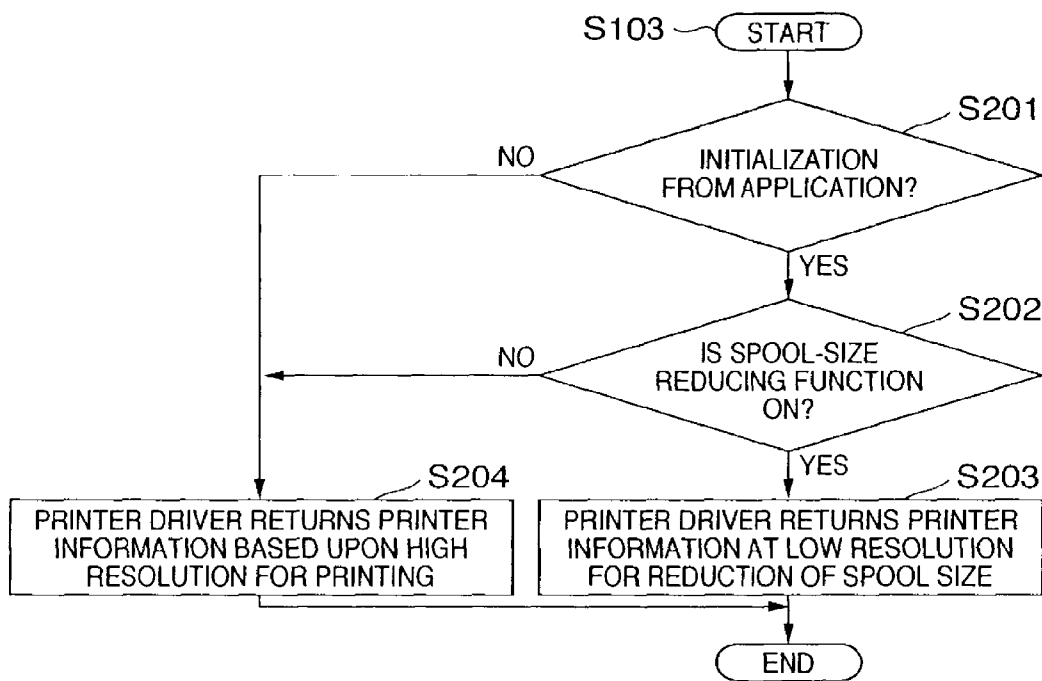 S103
START
S201
NO
INITIALIZATION
FROM APPLICATION?
YES
S202
NO
IS SPOOL-SIZE
REDUCING FUNCTION
ON?
YES
S204
S203
PRINTER DRIVER RETURNS PRINTER
INFORMATION BASED UPON HIGH
RESOLUTION FOR PRINTING
PRINTER DRIVER RETURNS PRINTER
INFORMATION AT LOW RESOLUTION
FOR REDUCTION OF SPOOL SIZE
END